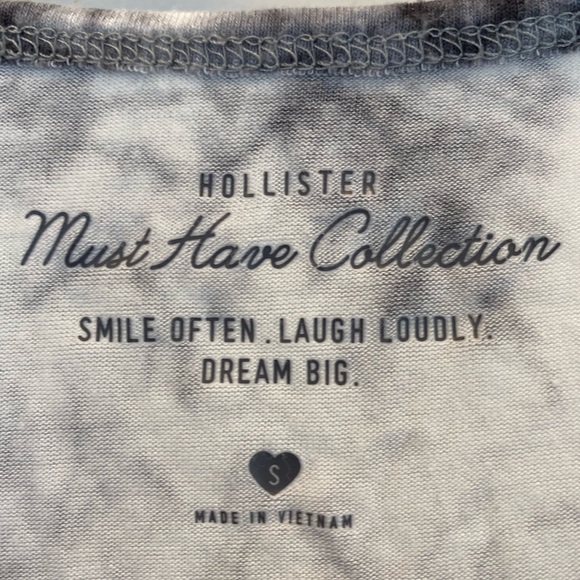 HOLLISTER
Must Have Collection
SMILE OFTEN. LAUGH LOUDLY.
DREAM BIG.
S
MADE IN VIETNAM